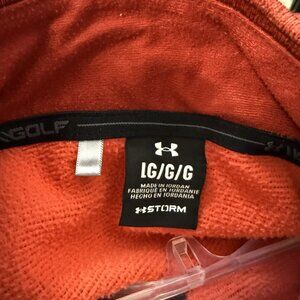 GOLF
LG/G/G
MADE IN JORDAN
FABRIQUÉ EN JORDANIE
HECHO EN JORDANIA
STORM